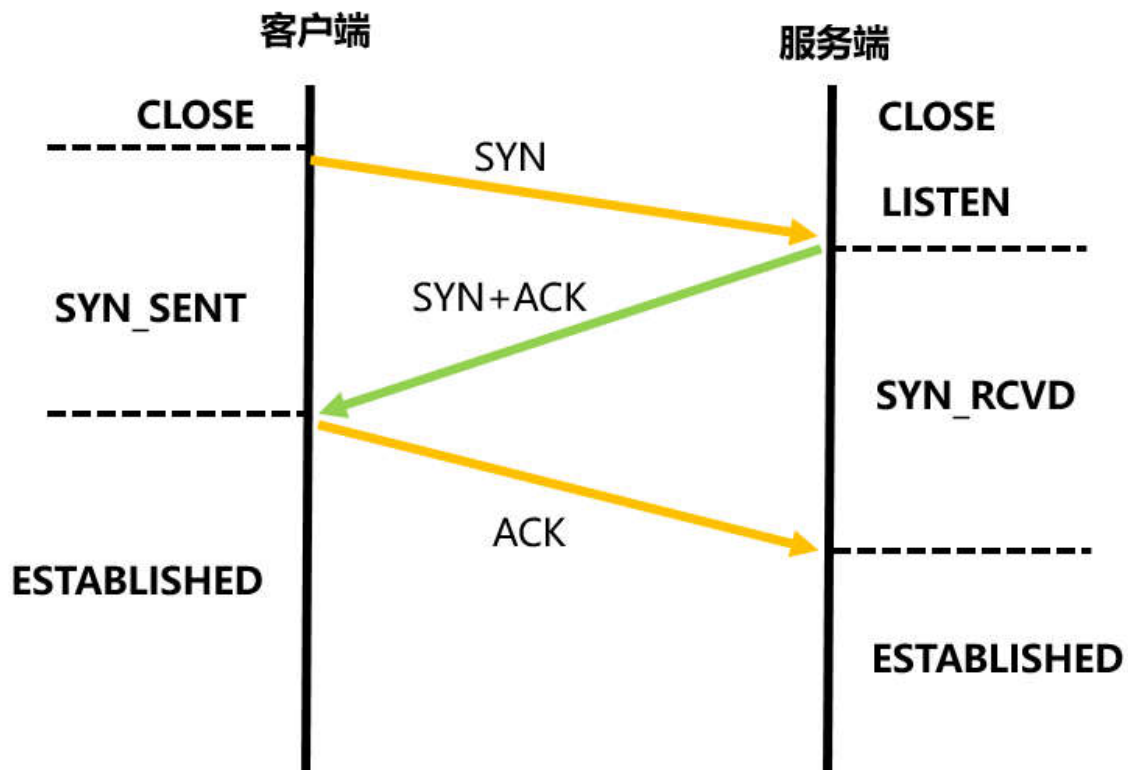 客户端
服务端
CLOSE
CLOSE
SYN
LISTEN
SYN_SENT
SYN+ACK
SYN_RCVD
ACK
ESTABLISHED
ESTABLISHED